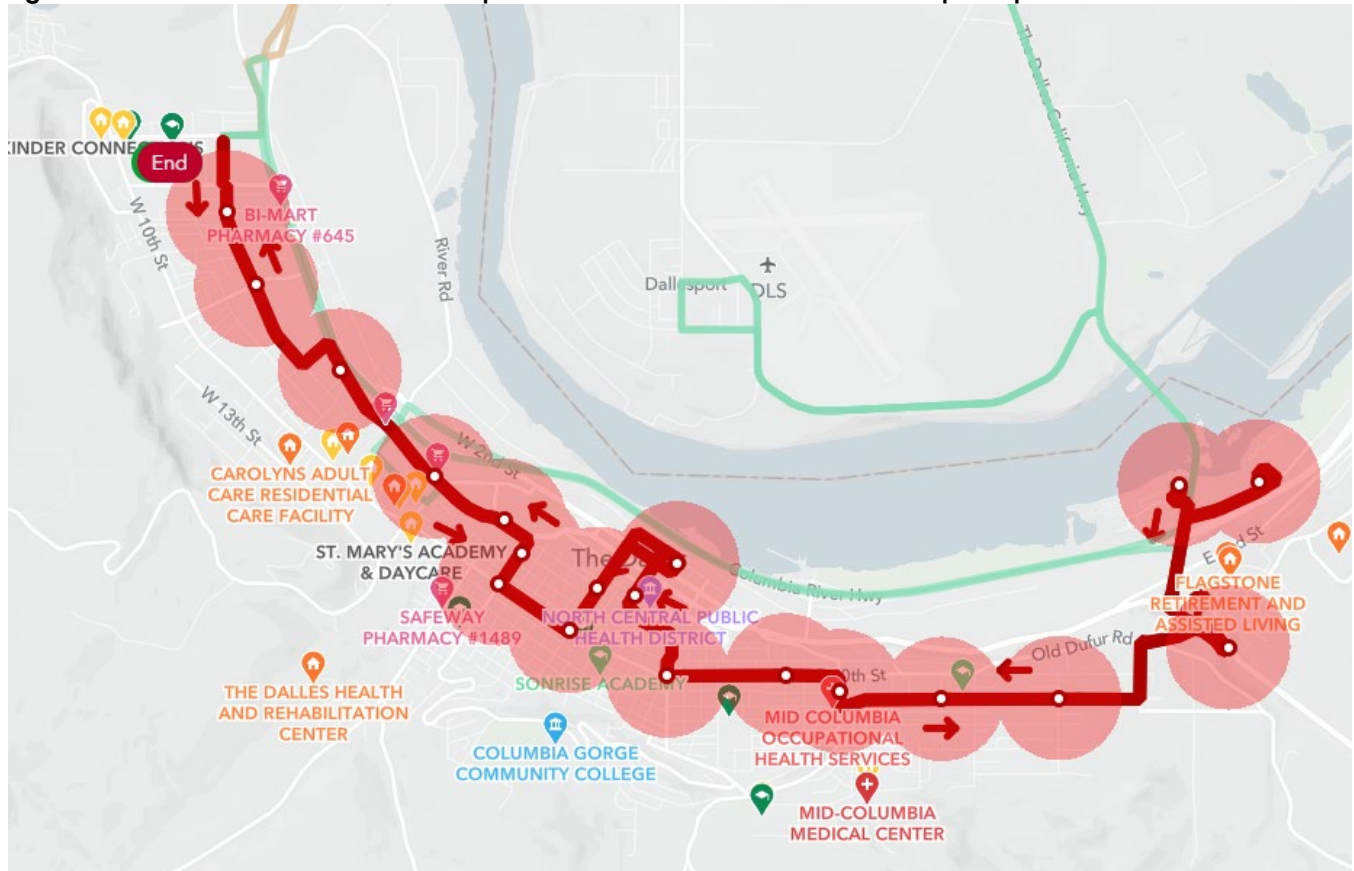 KINDER CONNE
End
BI-MART
PHARMACY #645
W 10th St
River Rd
The Dalles California Hwy
Dallesport
DLS
W 13th St
W 2nd St
CAROLYNS ADULT
CARE RESIDENTIAL
CARE FACILITY
ST. MARY'S ACADEMY
& DAYCARE
SAFEWAY
PHARMACY #1489
NORTH CENTRAL PUBLIC
HEALTH DISTRICT
Columbia River Hwy
FLAGSTONE
RETIREMENT AND
ASSISTED LIVING
Old Dufur Rd
SONRISE ACADEMY
THE DALLES HEALTH
AND REHABILITATION
CENTER
COLUMBIA GORGE
COMMUNITY COLLEGE
MID COLUMBIA
OCCUPATIONAL
HEALTH SERVICES
MID-COLUMBIA
MEDICAL CENTER